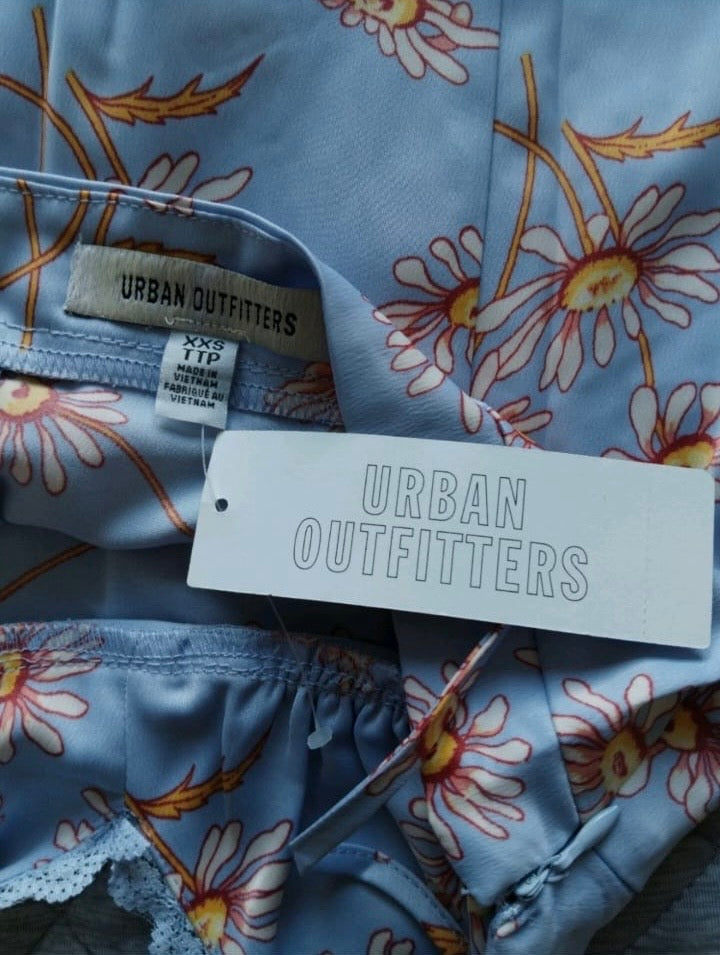 URBAN OUTFITTERS
XXS
TTP
MADE IN
VIETNAM
FABRIQUÉ AU
VIETNAM
URBAN
OUTFITTERS